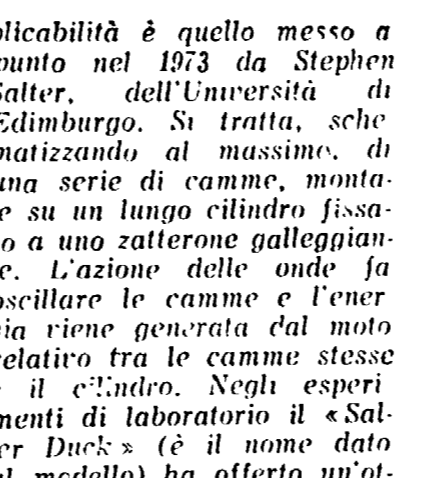 plicabilità è quello messo a
punto nel 1973 da Stephen
Salter, dell'Università di
Edimburgo. Si tratta, sche
matizzando al massimo, di
una serie di camme, monta-
e su un lungo cilindro fissa-
o a uno zatterone galleggian-
e. L'azione delle onde fa
oscillare le camme e l'ener
ia viene generata dal moto
relativo tra le camme stesse
e il cilindro. Negli esperi
menti di laboratorio il «Sal-
er Duck» (è il nome dato
al modello) ha offerto un'ot-